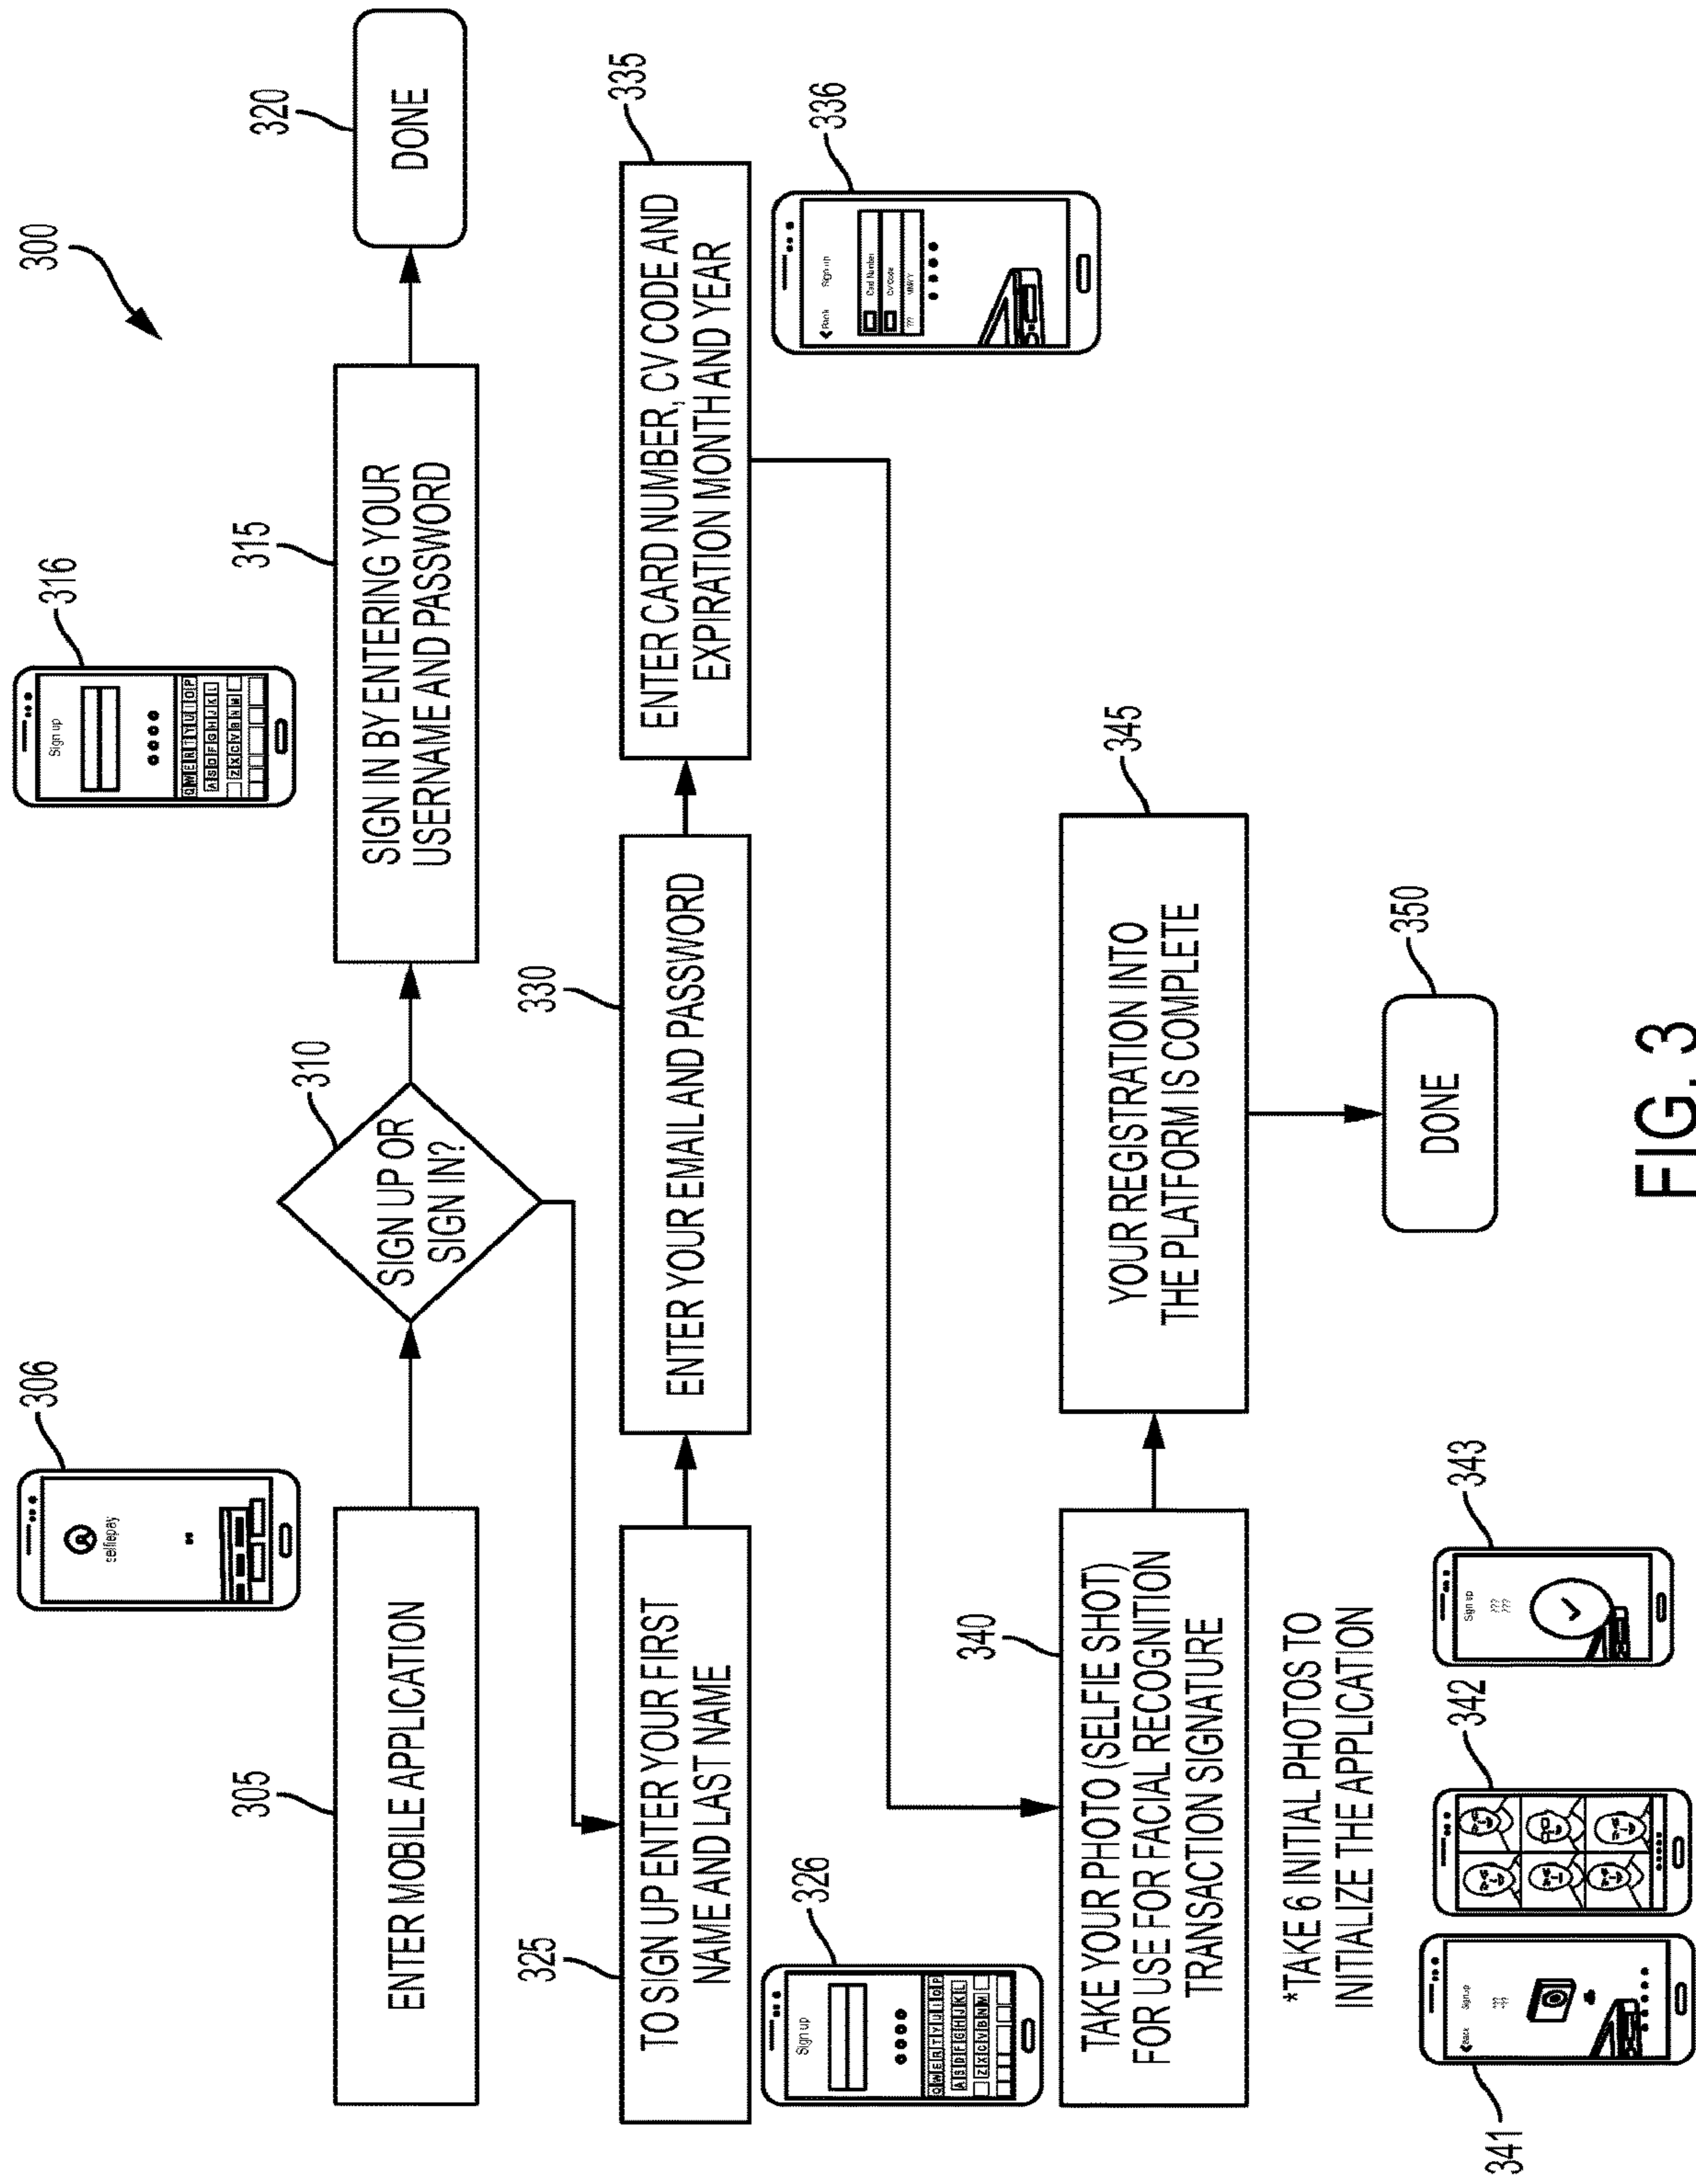 300
306
selfiepay
305
ENTER MOBILE APPLICATION
310
SIGN UP OR
SIGN IN?
316
Sign up
Q W E R T Y U I O P
A S D F G H J K L
Z X C V B N M
315
SIGN IN BY ENTERING YOUR
USERNAME AND PASSWORD
320
DONE
325
TO SIGN UP ENTER YOUR FIRST
NAME AND LAST NAME
326
Sign up
Q W E R T Y U I O P
A S D F G H J K L
Z X C V B N M
330
ENTER YOUR EMAIL AND PASSWORD
335
ENTER CARD NUMBER, CV CODE AND
EXPIRATION MONTH AND YEAR
336
Back Sign up
Card Number
CV Code
???
340
TAKE YOUR PHOTO (SELFIE SHOT)
FOR USE FOR FACIAL RECOGNITION
TRANSACTION SIGNATURE
*TAKE 6 INITIAL PHOTOS TO
INITIALIZE THE APPLICATION
341
Back Sign up
???
???
342
343
Sign up
???
???
345
YOUR REGISTRATION INTO
THE PLATFORM IS COMPLETE
350
DONE
FIG. 3